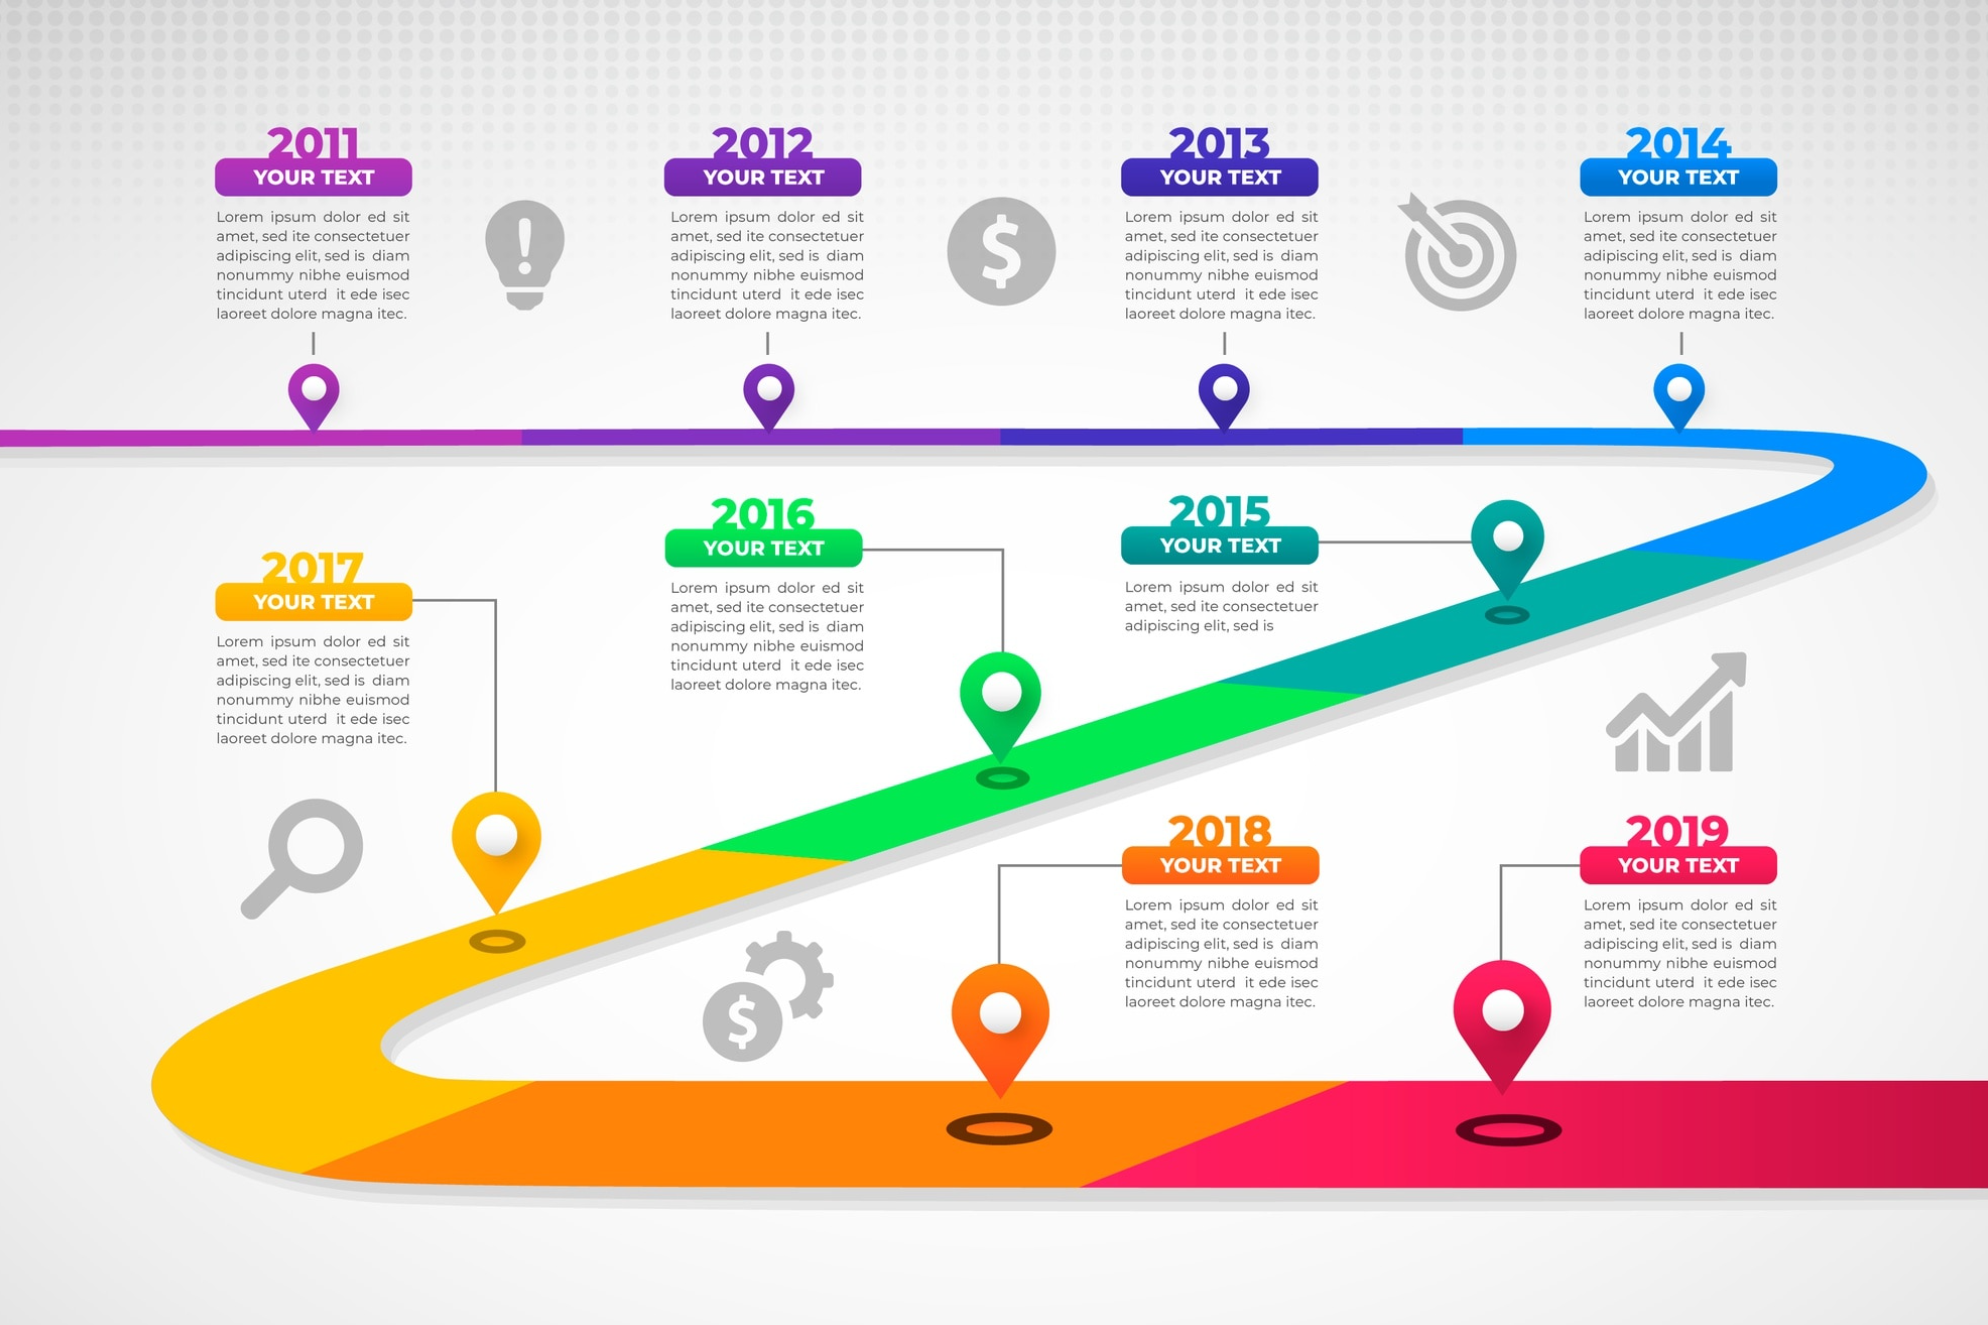 2011
YOUR TEXT
Lorem ipsum dolor ed sit
amet, sed ite consectetuer
adipiscing elit, sed is diam
nonummy nibhe euismod
tincidunt uterd it ede isec
laoreet dolore magna itec.
2012
YOUR TEXT
Lorem ipsum dolor ed sit
amet, sed ite consectetuer
adipiscing elit, sed is diam
nonummy nibhe euismod
tincidunt uterd it ede isec
laoreet dolore magna itec.
$
2013
YOUR TEXT
Lorem ipsum dolor ed sit
amet, sed ite consectetuer
adipiscing elit, sed is diam
nonummy nibhe euismod
tincidunt uterd it ede isec
laoreet dolore magna itec.
2014
YOUR TEXT
Lorem ipsum dolor ed sit
amet, sed ite consectetuer
adipiscing elit, sed is diam
nonummy nibhe euismod
tincidunt uterd it ede isec
laoreet dolore magna itec.
2015
YOUR TEXT
Lorem ipsum dolor ed sit
amet, sed ite consectetuer
adipiscing elit, sed is
2016
YOUR TEXT
Lorem ipsum dolor ed sit
amet, sed ite consectetuer
adipiscing elit, sed is diam
nonummy nibhe euismod
tincidunt uterd it ede isec
laoreet dolore magna itec.
2017
YOUR TEXT
Lorem ipsum dolor ed sit
amet, sed ite consectetuer
adipiscing elit, sed is diam
nonummy nibhe euismod
tincidunt uterd it ede isec
laoreet dolore magna itec.
$
2018
YOUR TEXT
Lorem ipsum dolor ed sit
amet, sed ite consectetuer
adipiscing elit, sed is diam
nonummy nibhe euismod
tincidunt uterd it ede isec
laoreet dolore magna itec.
2019
YOUR TEXT
Lorem ipsum dolor ed sit
amet, sed ite consectetuer
adipiscing elit, sed is diam
nonummy nibhe euismod
tincidunt uterd it ede isec
laoreet dolore magna itec.